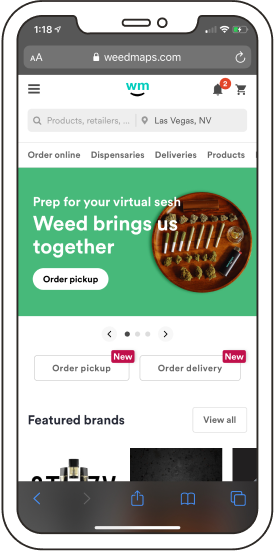 1:18
AA weedmaps.com
wm
2
Products, retailers, ... Las Vegas, NV
Order online Dispensaries Deliveries Products
Prep for your virtual sesh
Weed brings us
together
Order pickup
New New
Order pickup Order delivery
Featured brands View all
STIIIZY